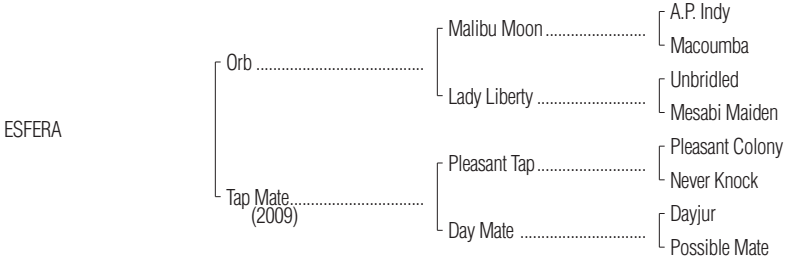 A.P. Indy
Malibu Moon ........................
Macoumba
Orb ........................................
Unbridled
Lady Liberty ..........................
Mesabi Maiden
ESFERA
Pleasant Colony
Pleasant Tap..........................
Never Knock
Tap Mate................................
(2009)
Dayjur
Day Mate ..............................
Possible Mate